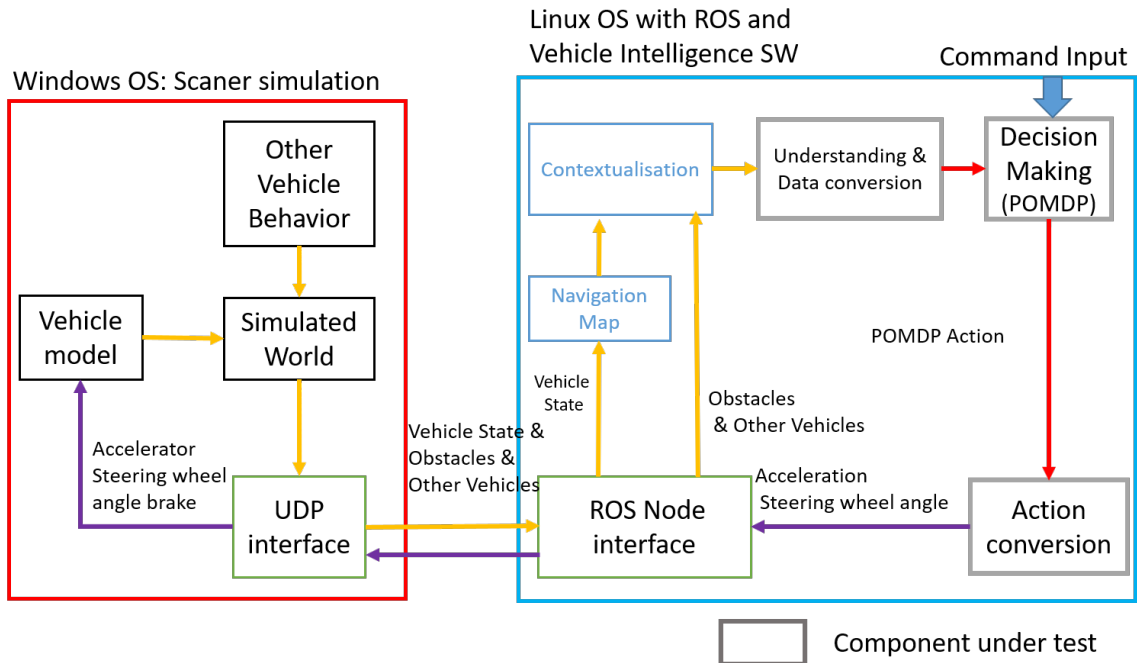 Linux OS with ROS and
Vehicle Intelligence SW
Command Input
Windows OS: Scaner simulation
Other
Vehicle
Behavior
Vehicle
model
Simulated
World
Accelerator
Steering wheel
angle brake
UDP
interface
Vehicle State &
Obstacles &
Other Vehicles
Contextualisation
Understanding &
Data conversion
Decision
Making
(POMDP)
Navigation
Map
POMDP Action
Vehicle
State
Obstacles
& Other Vehicles
ROS Node
interface
Acceleration
Steering wheel angle
Action
conversion
Component under test